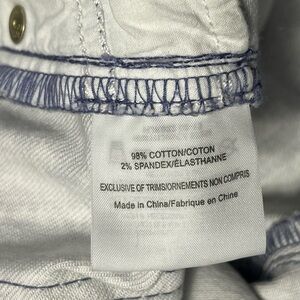 98% COTTON/COTON
2% SPANDEX/ÉLASTHANNE
EXCLUSIVE OF TRIMS/ORNEMENTS NON COMPRIS
Made in China/Fabrique en Chine